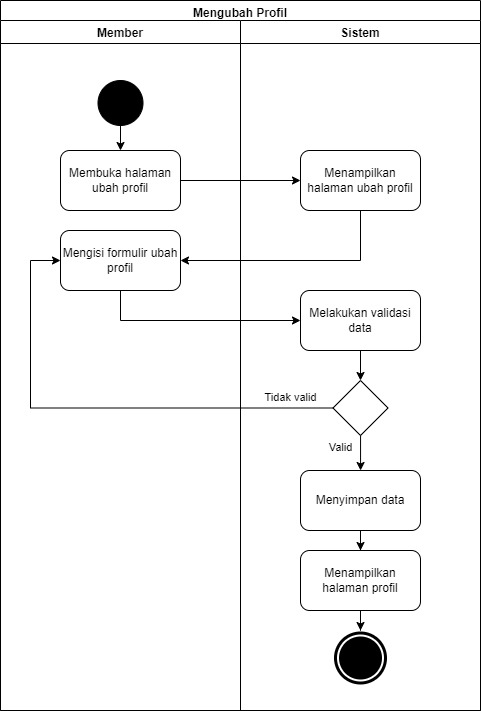 Mengubah Profil
Member
Sistem
Membuka halaman
ubah profil
Menampilkan
halaman ubah profil
Mengisi formulir ubah
profil
Melakukan validasi
data
Tidak valid
Valid
Menyimpan data
Menampilkan
halaman profil